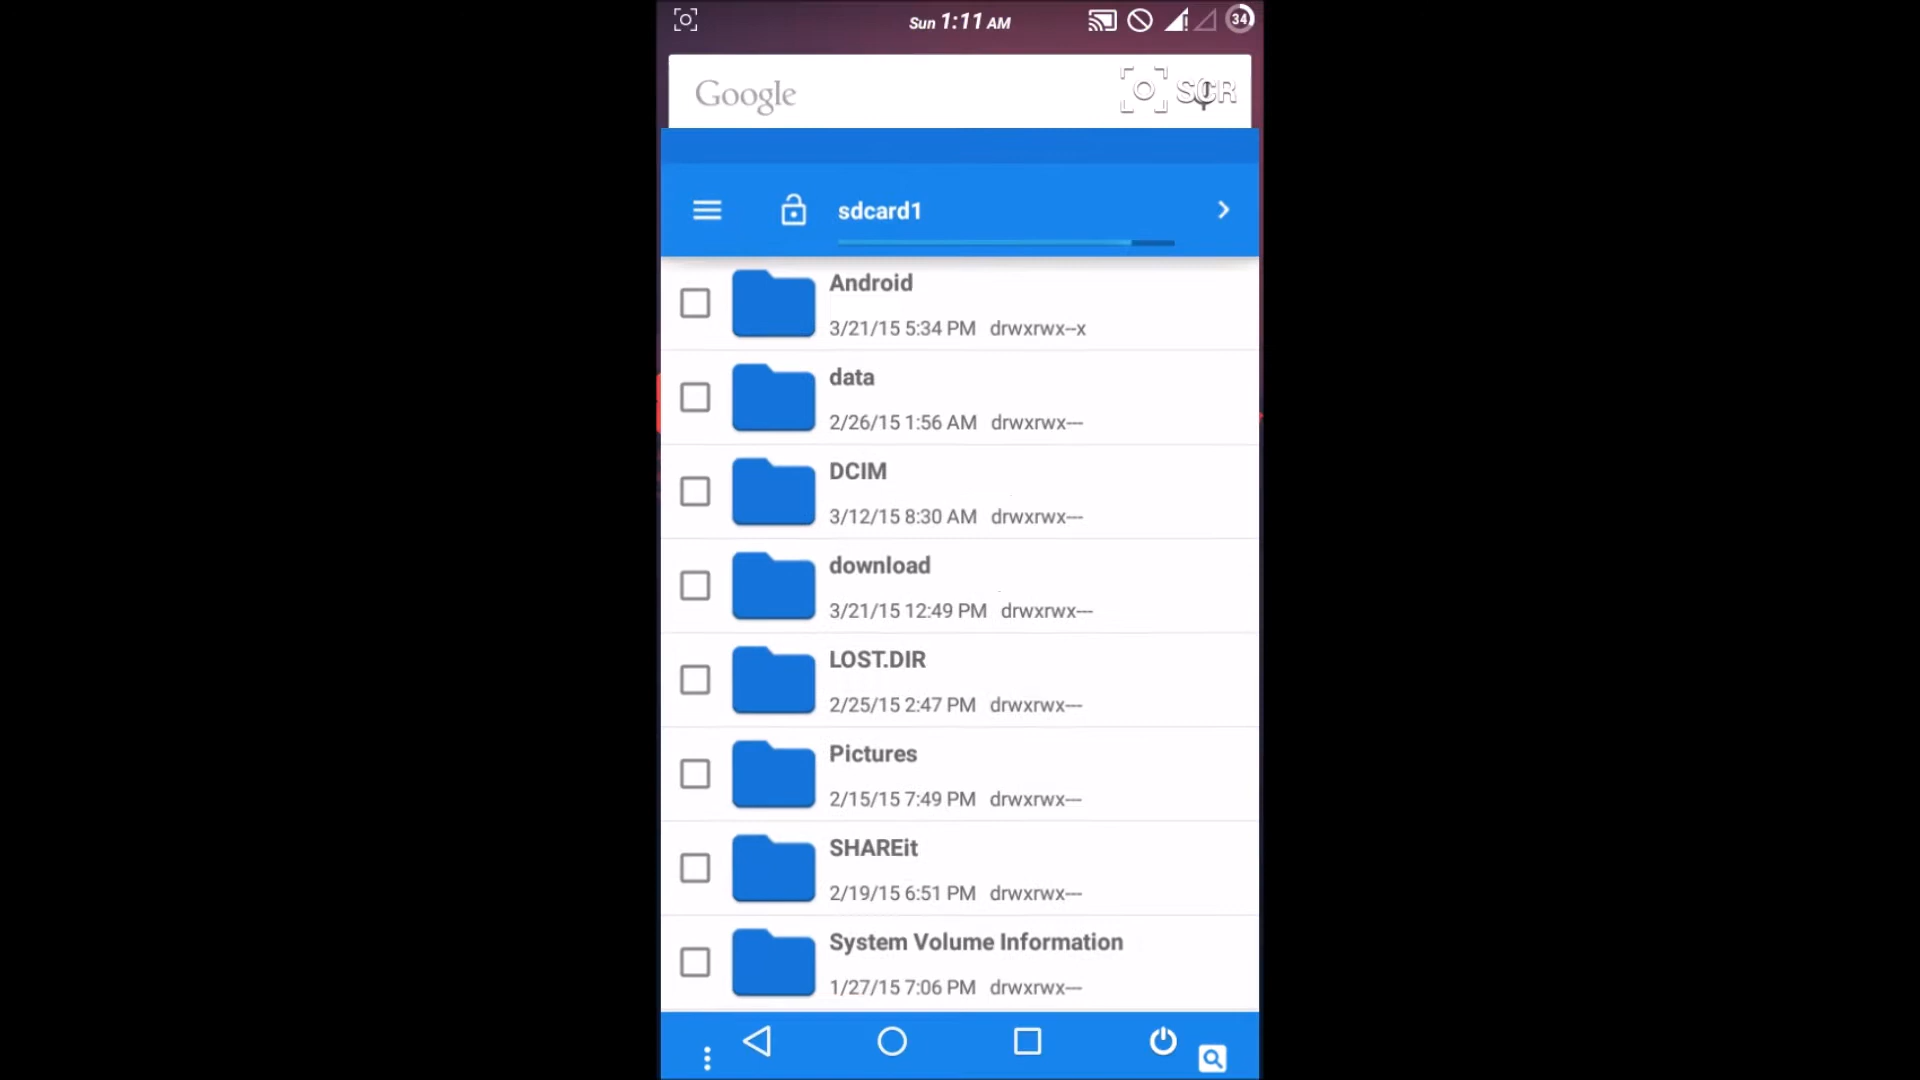 Sun 1:11 AM
34
Google
SCR
sdcard1
Android
3/21/15 5:34 PM drwxrwx--x
data
2/26/15 1:56 AM drwxrwx---
DCIM
3/12/15 8:30 AM drwxrwx---
download
3/21/15 12:49 PM drwxrwx---
LOST.DIR
2/25/15 2:47 PM drwxrwx---
Pictures
2/15/15 7:49 PM drwxrwx---
SHAREit
2/19/15 6:51 PM drwxrwx---
System Volume Information
1/27/15 7:06 PM drwxrwx---